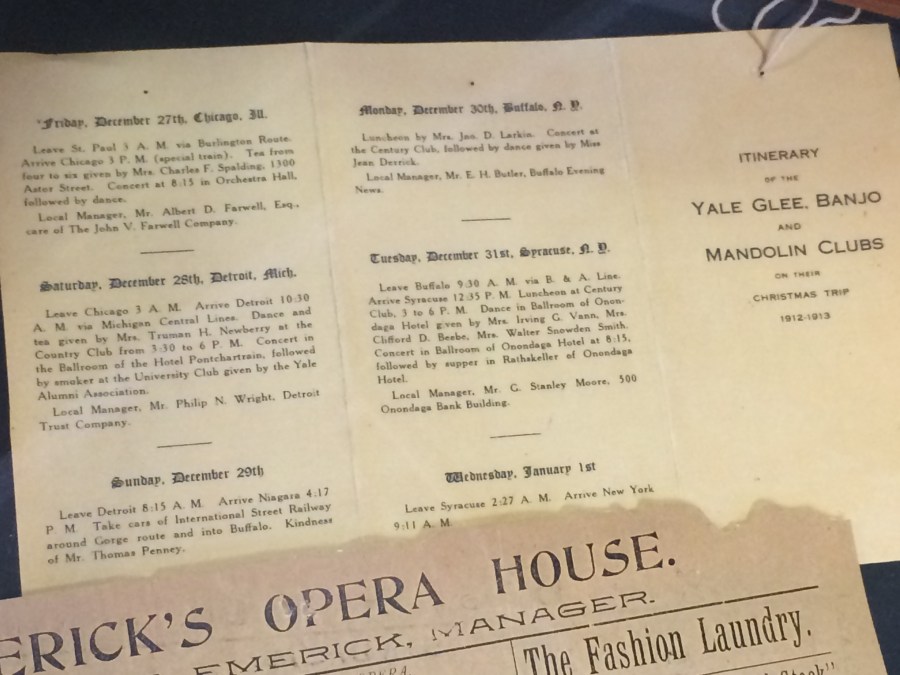 Friday, December 27th, Chicago, Ill.
Leave St. Paul 3 A. M. via Burlington Route.
Arrive Chicago 3 P. M. (special train). Tea from
four to six given by Mrs. Charles F. Spalding, 1300
Astor Street. Concert at 8:15 in Orchestra Hall,
followed by dance.
Local Manager, Mr. Albert D. Farwell, Esq.,
care of The John V. Farwell Company.
Saturday, December 28th, Detroit, Mich.
Leave Chicago 3 A. M. Arrive Detroit 10:30
A. M. via Michigan Central Lines. Dance and
tea given by Mrs. Truman H. Newberry at the
Country Club from 3:30 to 6 P. M. Concert in
the Ballroom of the Hotel Pontchartrain, followed
by smoker at the University Club given by the Yale
Alumni Association.
Local Manager, Mr. Philip N. Wright, Detroit
Trust Company.
Sunday, December 29th
Leave Detroit 8:15 A. M. Arrive Niagara 4:17
P. M. Take cars of International Street Railway
around Gorge route and into Buffalo. Kindness
of Mr. Thomas Penney.
Monday, December 30th, Buffalo, N. Y.
Luncheon by Mrs. Jno. D. Larkin. Concert at
the Century Club, followed by dance given by Miss
Jean Derrick.
Local Manager, Mr. E. H. Butler, Buffalo Evening
News.
Tuesday, December 31st, Syracuse, N. Y.
Leave Buffalo 9:30 A. M. via B. & A. Line.
Arrive Syracuse 12:35 P. M. Luncheon at Century
Club, 3 to 6 P. M. Dance in Ballroom of Onon-
daga Hotel given by Mrs. Irving G. Vann, Mrs.
Clifford D. Beebe, Mrs. Walter Snowden Smith.
Concert in Ballroom of Onondaga Hotel at 8:15,
followed by supper in Rathskeller of Onondaga
Hotel.
Local Manager, Mr. C. Stanley Moore, 500
Onondaga Bank Building.
Wednesday, January 1st
Leave Syracuse 2:27 A. M. Arrive New York
9:11 A. M.
ITINERARY
OF THE
YALE GLEE, BANJO
AND
MANDOLIN CLUBS
ON THEIR
CHRISTMAS TRIP
1912-1913
ERICK'S OPERA HOUSE.
EMERICK, MANAGER.
OPERA
The Fashion Laundry.
Stock"